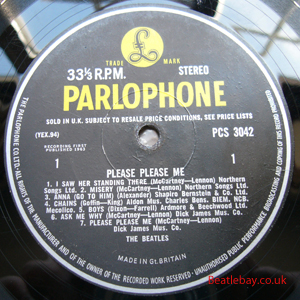 £
TRADE MARK
33⅓ R.P.M. STEREO
PARLOPHONE
SOLD IN U.K. SUBJECT TO RESALE PRICE CONDITIONS, SEE PRICE LISTS
(YEX.94) PCS 3042
RECORDING FIRST
PUBLISHED 1963
1 1
PLEASE PLEASE ME
1. I SAW HER STANDING THERE (McCartney—Lennon) Northern
Songs Ltd. 2. MISERY (McCartney—Lennon) Northern Songs Ltd.
3. ANNA (GO TO HIM) (Alexander) Shapiro Bernstein & Co. Ltd.
4. CHAINS (Goffin—King) Aldon Mus. Charles Bens. BIEM, NCB.
Mecolico. 5. BOYS (Dixon—Farrell) Ardmore & Beechwood Ltd.
6. ASK ME WHY (McCartney—Lennon) Dick James Mus. Co.
7. PLEASE PLEASE ME (McCartney—Lennon)
Dick James Mus. Co.
THE BEATLES
MADE IN GT. BRITAIN
THE PARLOPHONE CO. LTD. ALL RIGHTS OF THE MANUFACTURER AND OF THE OWNER OF THE RECORDED WORK RESERVED. UNAUTHORISED PUBLIC PERFORMANCE BROADCASTING AND COPYING OF THIS RECORD PROHIBITED
Beatlebay.co.uk